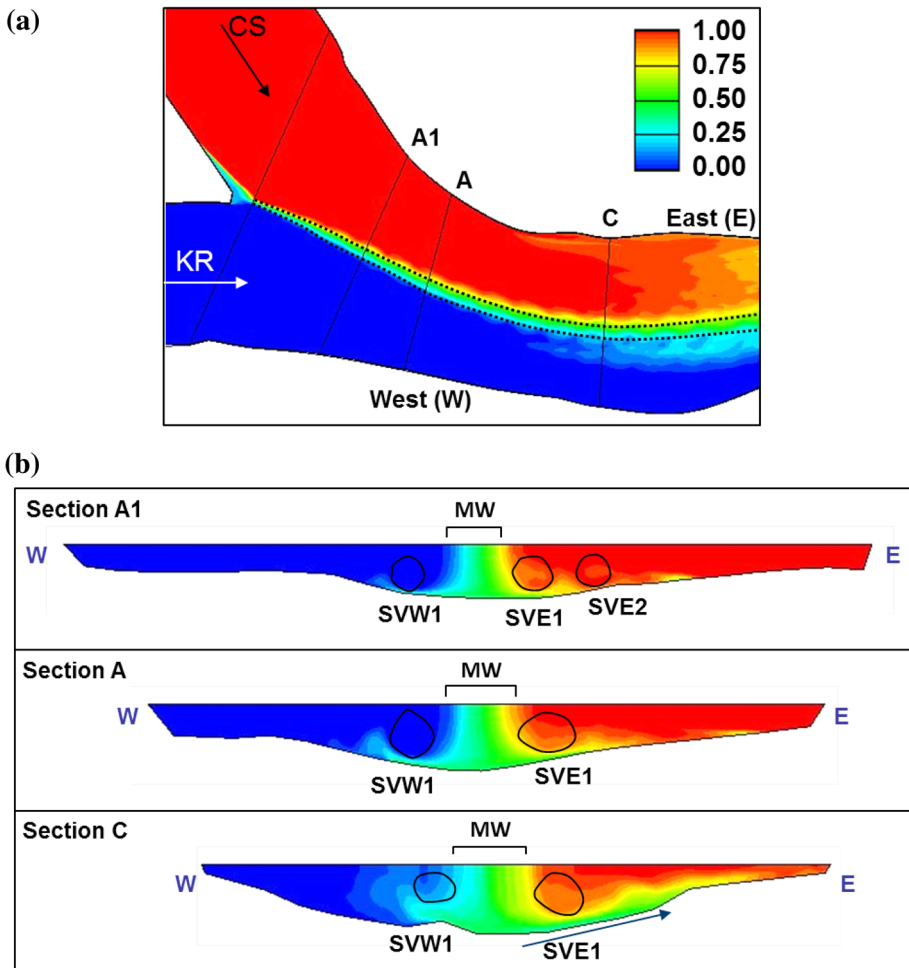 (a)
CS
1.00
0.75
0.50
0.25
0.00
A1
A
C
East (E)
KR
West (W)
(b)
Section A1
MW
W
E
SVW1
SVE1
SVE2
Section A
MW
W
E
SVW1
SVE1
Section C
MW
W
E
SVW1
SVE1